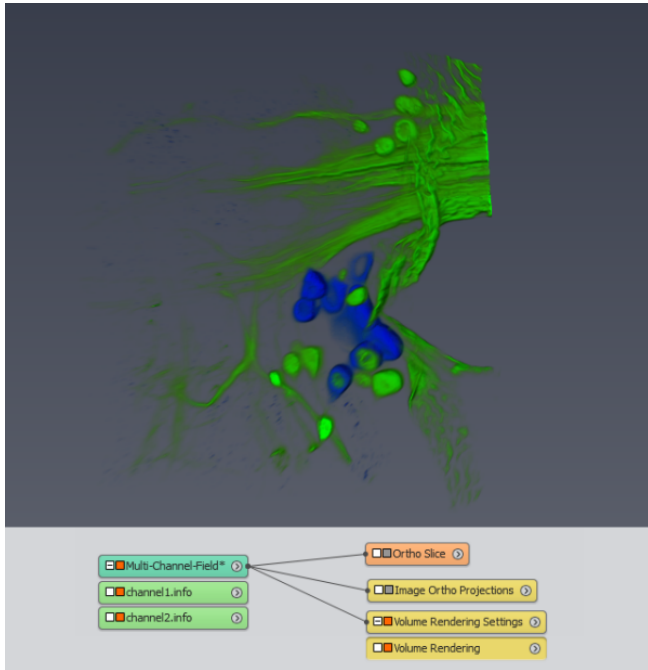 Ortho Slice
Multi-Channel-Field*
Image Ortho Projections
channel1.info
channel2.info
Volume Rendering Settings
Volume Rendering